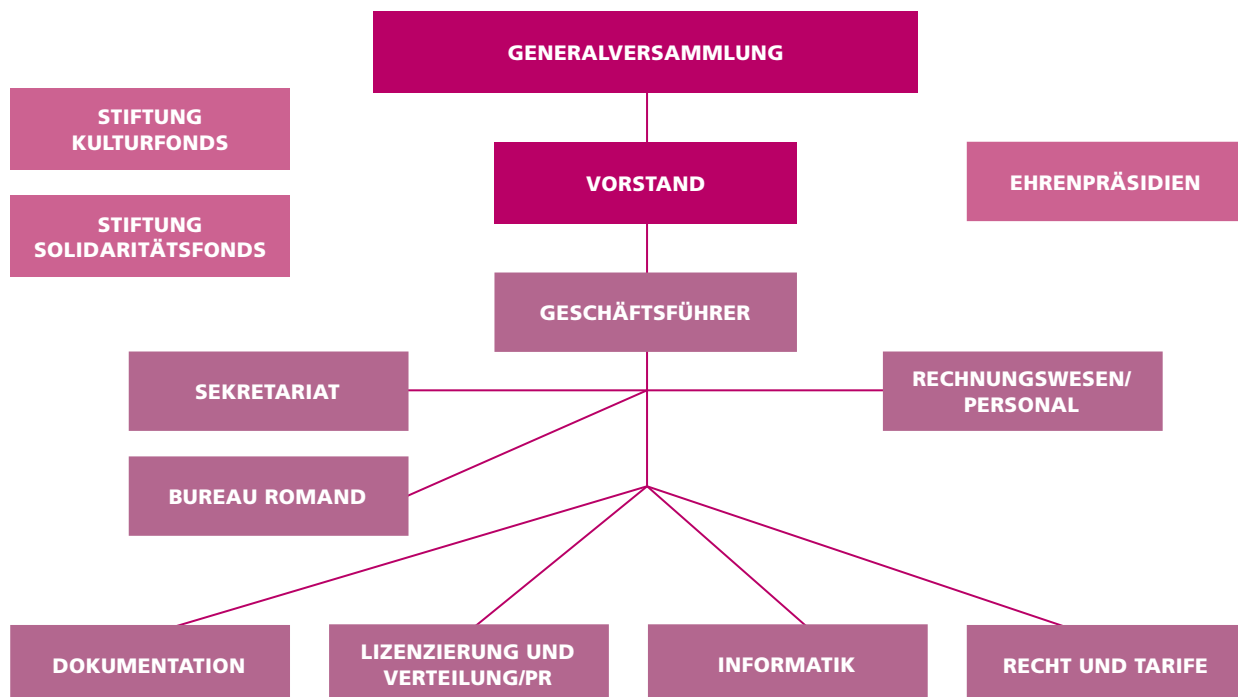 GENERALVERSAMMLUNG
STIFTUNG
KULTURFONDS
VORSTAND
EHRENPRÄSIDIEN
STIFTUNG
SOLIDARITÄTSFONDS
GESCHÄFTSFÜHRER
SEKRETARIAT
RECHNUNGSWESEN/
PERSONAL
BUREAU ROMAND
DOKUMENTATION
LIZENZIERUNG UND
VERTEILUNG/PR
INFORMATIK
RECHT UND TARIFE